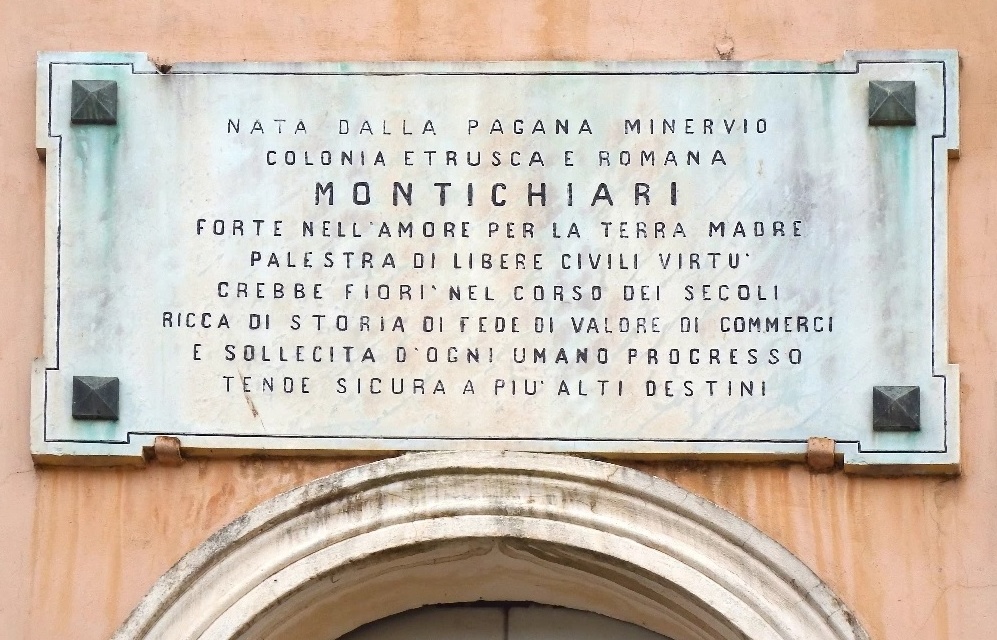 NATA DALLA PAGANA MINERVIO
COLONIA ETRUSCA E ROMANA
MONTICHIARI
FORTE NELL'AMORE PER LA TERRA MADRE
PALESTRA DI LIBERE CIVILI VIRTU'
CREBBE FIORI' NEL CORSO DEI SECOLI
RICCA DI STORIA DI FEDE DI VALORE DI COMMERCI
E SOLLECITA D'OGNI UMANO PROGRESSO
TENDE SICURA A PIU' ALTI DESTINI